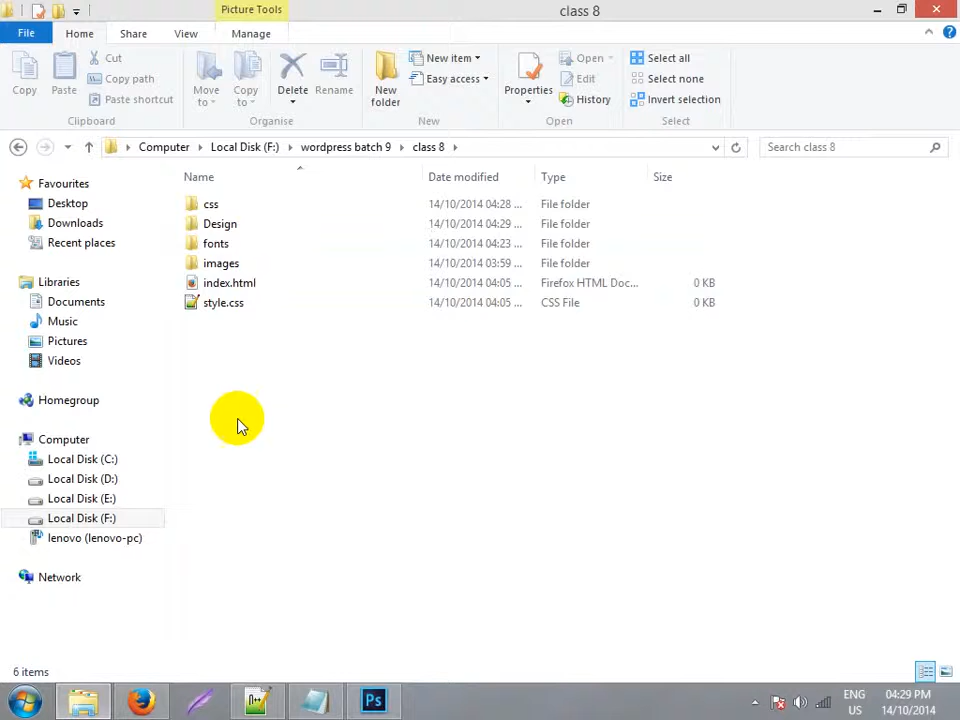 Picture Tools
class 8
File
Home
Share
View
Manage
Copy
Paste
Cut
Copy path
Paste shortcut
Clipboard
Move to
Copy to
Delete
Rename
Organise
New folder
New item
Easy access
New
Properties
Open
Edit
History
Open
Select all
Select none
Invert selection
Select
Computer
Local Disk (F:)
wordpress batch 9
class 8
Search class 8
Name
Date modified
Type
Size
css 14/10/2014 04:28 ... File folder
Design 14/10/2014 04:29 ... File folder
fonts 14/10/2014 04:23 ... File folder
images 14/10/2014 03:59 ... File folder
index.html 14/10/2014 04:05 ... Firefox HTML Doc... 0 KB
style.css 14/10/2014 04:05 ... CSS File 0 KB
Favourites
Desktop
Downloads
Recent places
Libraries
Documents
Music
Pictures
Videos
Homegroup
Computer
Local Disk (C:)
Local Disk (D:)
Local Disk (E:)
Local Disk (F:)
lenovo (lenovo-pc)
Network
6 items
Ps
ENG
US
04:29 PM
14/10/2014